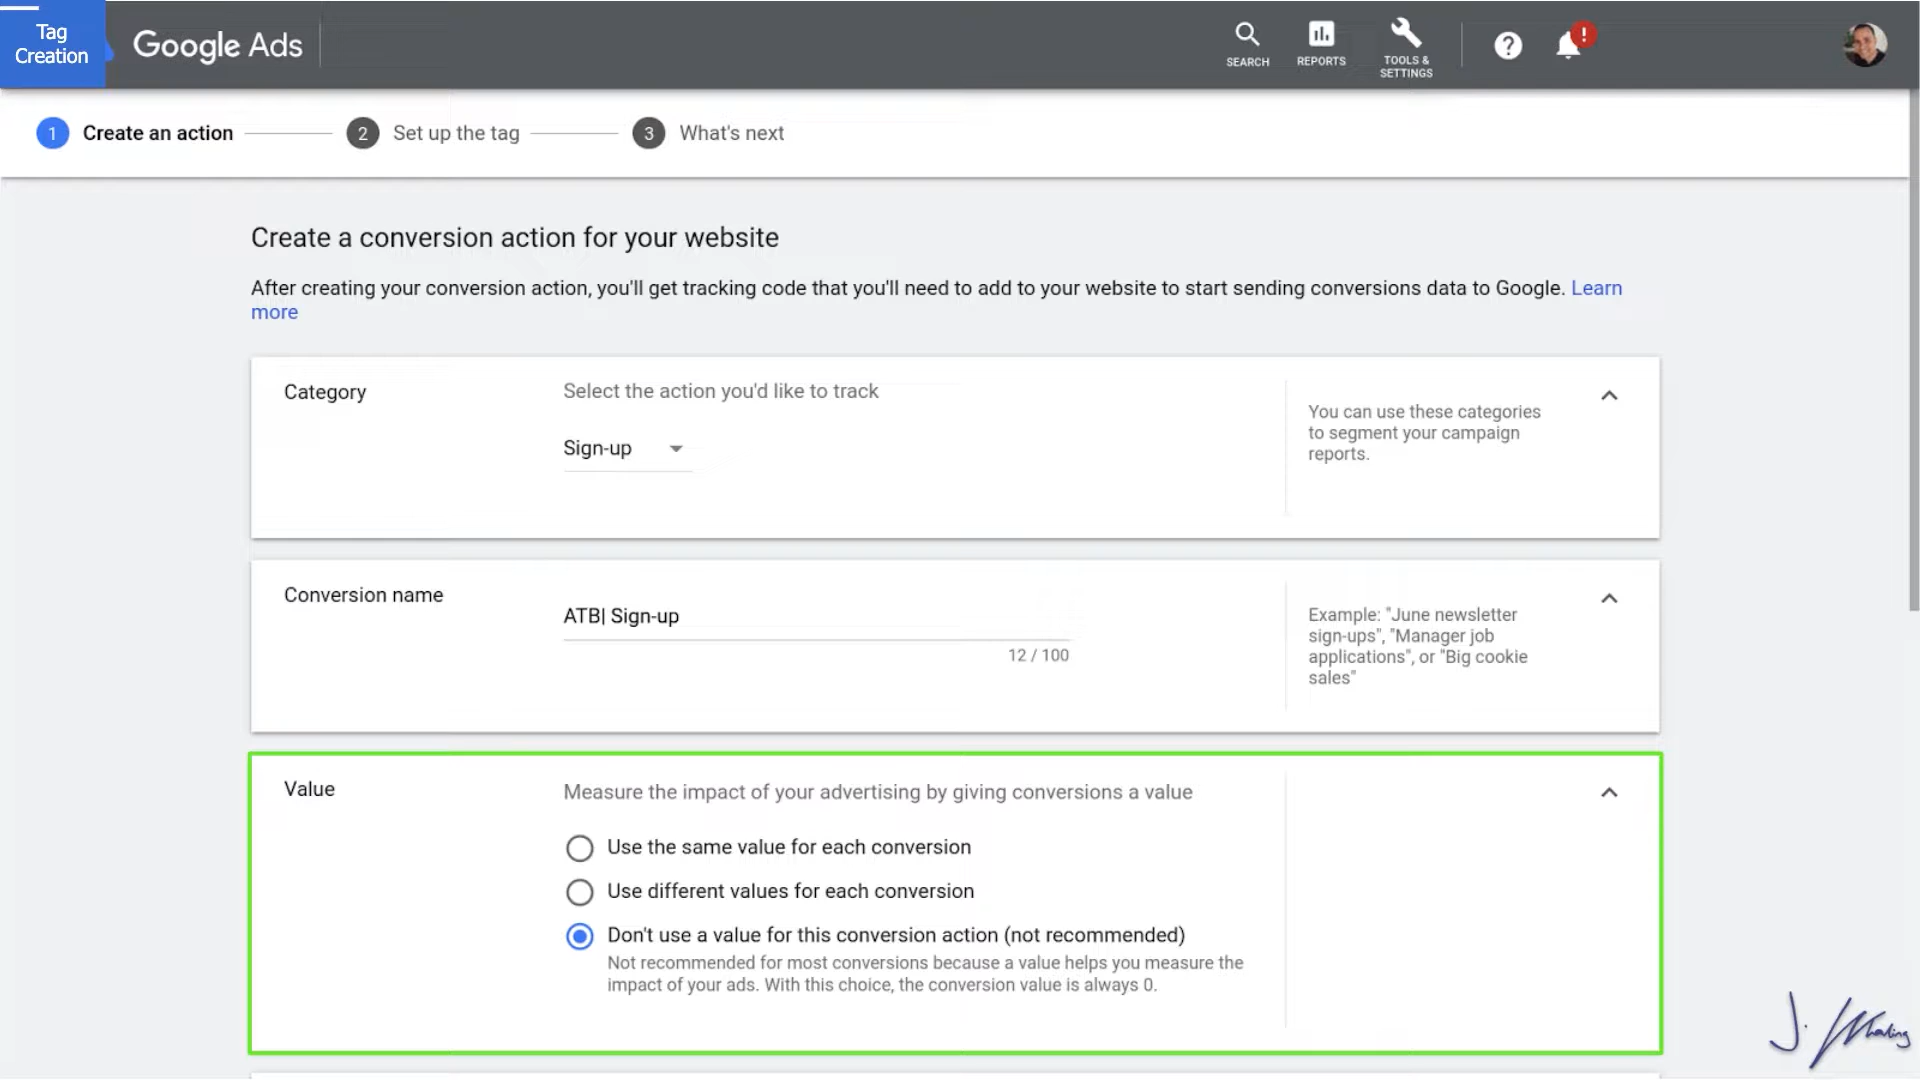 Tag
Creation
Google Ads
SEARCH
REPORTS
TOOLS &
SETTINGS
1 Create an action
2 Set up the tag
3 What's next
Create a conversion action for your website
After creating your conversion action, you'll get tracking code that you'll need to add to your website to start sending conversions data to Google. Learn
more
Category
Select the action you'd like to track
Sign-up
You can use these categories
to segment your campaign
reports.
Conversion name
ATB| Sign-up
12 / 100
Example: "June newsletter
sign-ups", "Manager job
applications", or "Big cookie
sales"
Value
Measure the impact of your advertising by giving conversions a value
Use the same value for each conversion
Use different values for each conversion
Don't use a value for this conversion action (not recommended)
Not recommended for most conversions because a value helps you measure the
impact of your ads. With this choice, the conversion value is always 0.